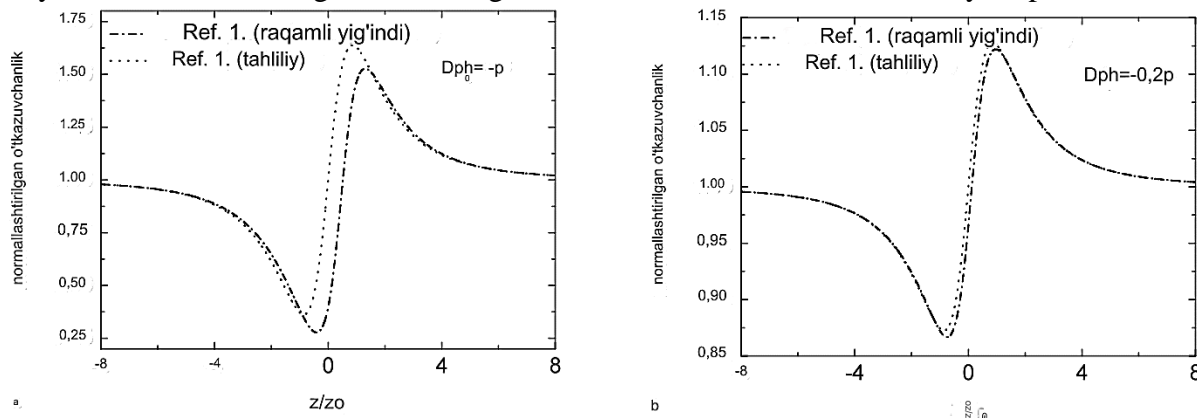 Ref. 1. (raqamli yig'indi)
Ref. 1. (tahliliy)
Dph₀= -p
normallashtirilgan o'tkazuvchanlik
1.75
1.50
1.25
1.00
0,75
0.50
0,25
-8
-4
0
4
8
z/zo
a
Ref. 1. (raqamli yig'indi)
Ref. 1. (tahliliy)
Dph=-0,2p
normallashtirilgan o'tkazuvchanlik
1.15
1.10
1.05
1.00
0,95
0,90
0,85
-8
-4
0
4
8
b